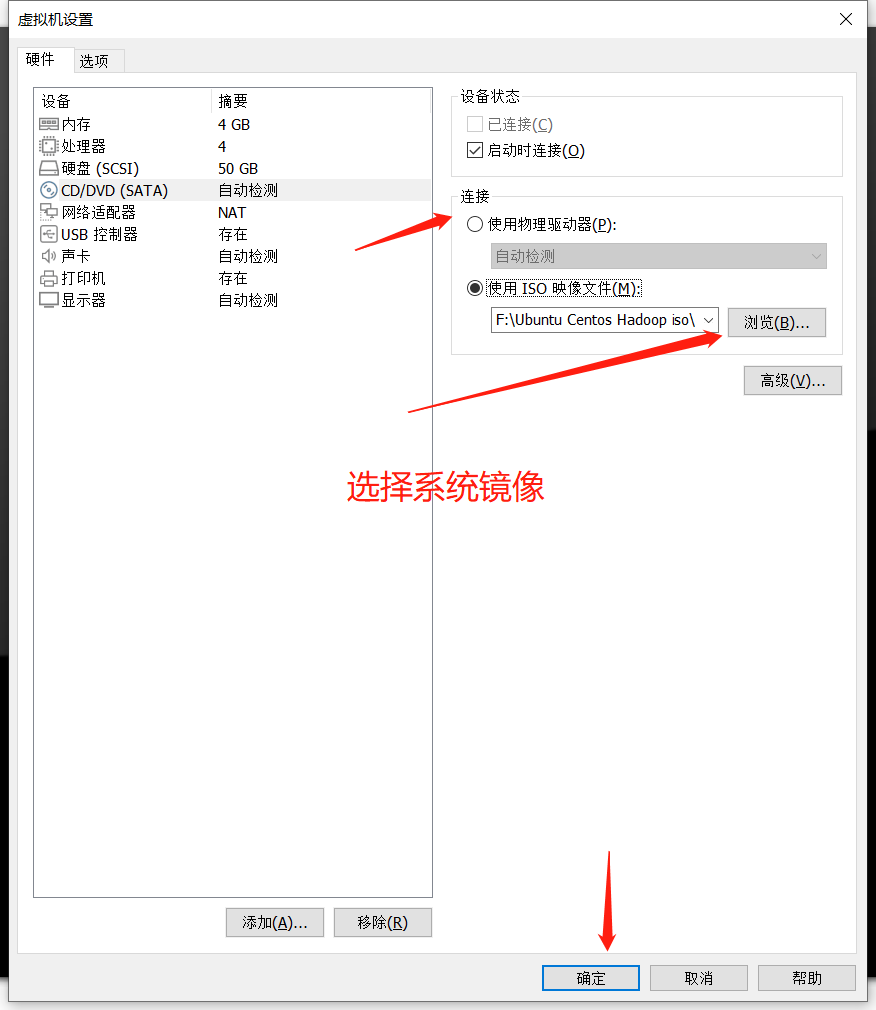 虚拟机设置
硬件 选项
设备 摘要
内存 4 GB
处理器 4
硬盘 (SCSI) 50 GB
CD/DVD (SATA) 自动检测
网络适配器 NAT
USB 控制器 存在
声卡 自动检测
打印机 存在
显示器 自动检测
设备状态
已连接(C)
启动时连接(O)
连接
使用物理驱动器(P):
自动检测
使用 ISO 映像文件(M):
F:\Ubuntu Centos Hadoop iso\ 浏览(B)...
高级(V)...
选择系统镜像
添加(A)... 移除(R)
确定 取消 帮助